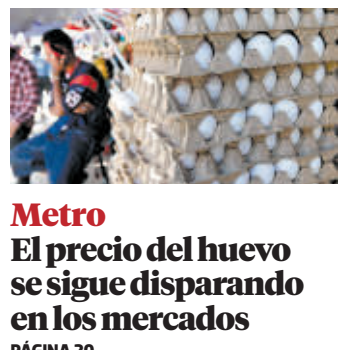 Metro
El precio del huevo
se sigue disparando
en los mercados
PÁGINA 20